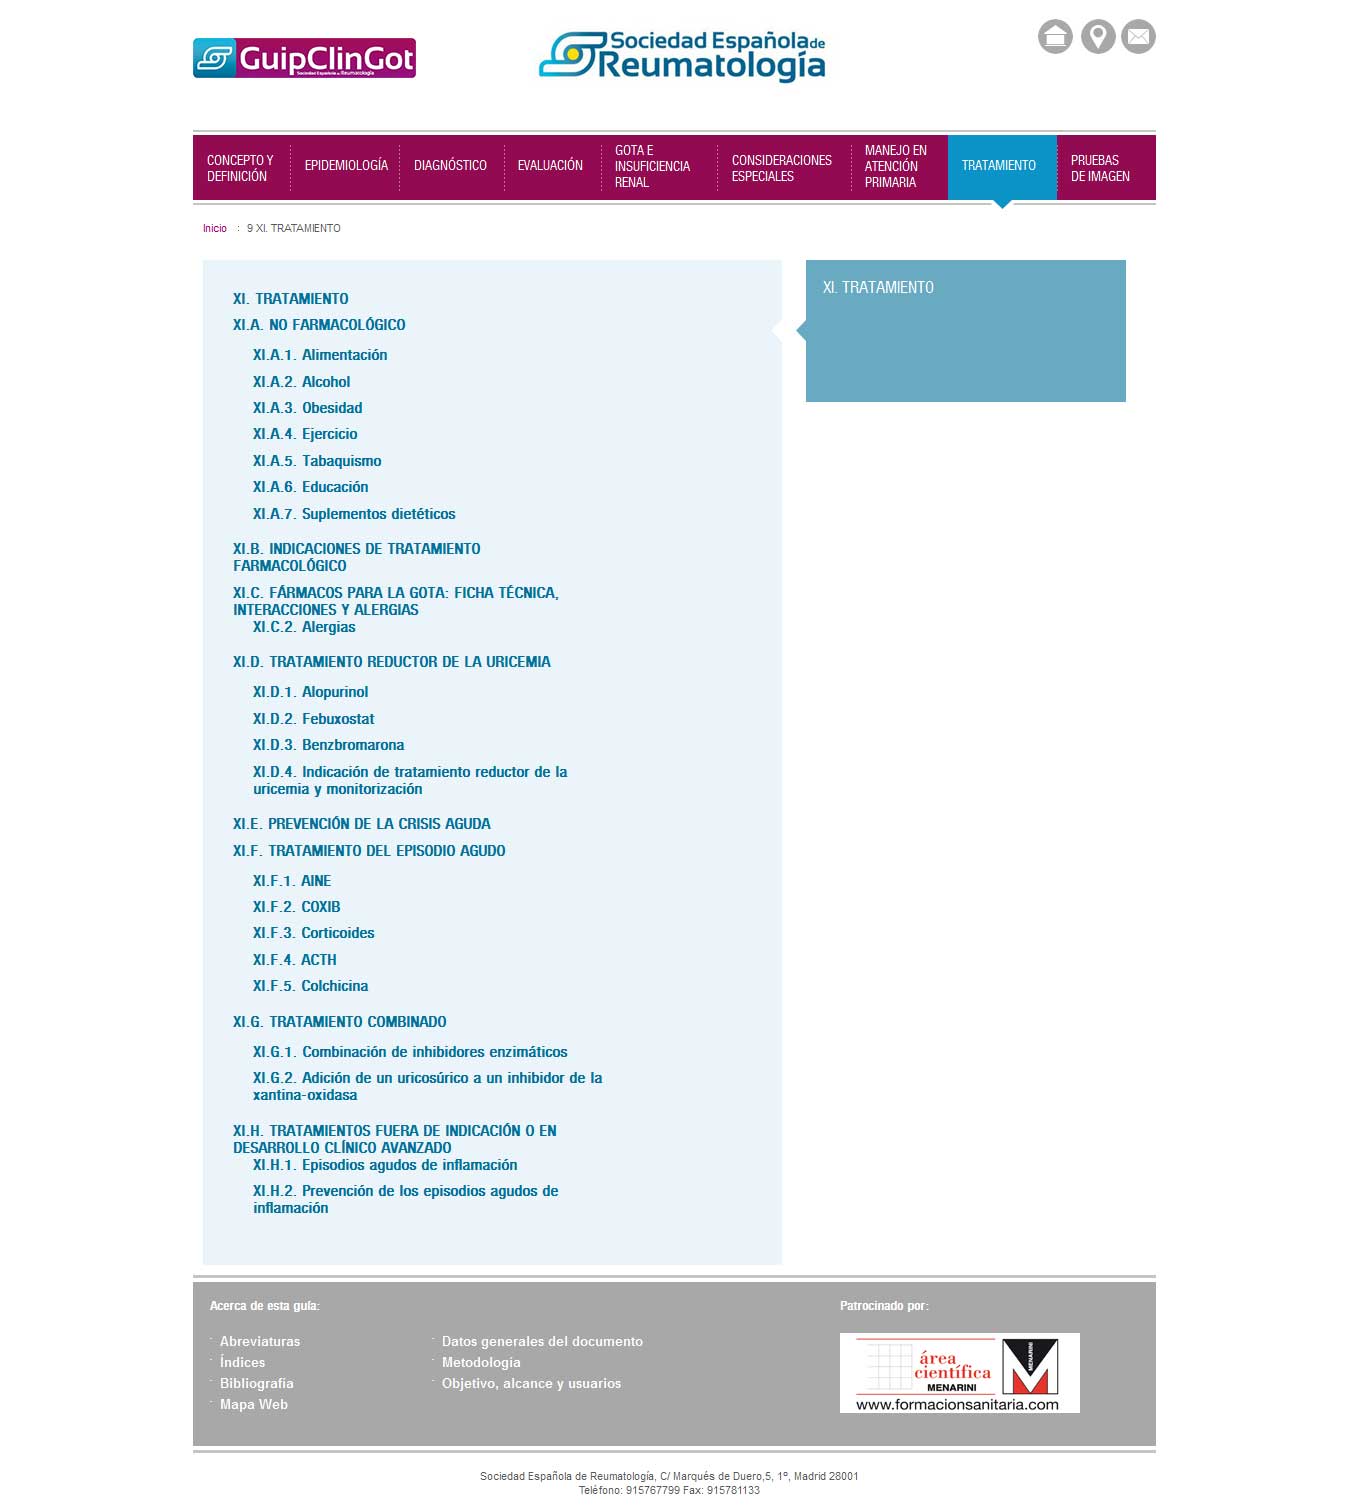 GuipClinGot
Sociedad Española de Reumatología
Sociedad Española de
Reumatología
CONCEPTO Y
DEFINICIÓN
EPIDEMIOLOGÍA
DIAGNÓSTICO
EVALUACIÓN
GOTA E
INSUFICIENCIA
RENAL
CONSIDERACIONES
ESPECIALES
MANEJO EN
ATENCIÓN
PRIMARIA
TRATAMIENTO
PRUEBAS
DE IMAGEN
Inicio : 9 XI. TRATAMIENTO
XI. TRATAMIENTO
XI.A. NO FARMACOLÓGICO
XI.A.1. Alimentación
XI.A.2. Alcohol
XI.A.3. Obesidad
XI.A.4. Ejercicio
XI.A.5. Tabaquismo
XI.A.6. Educación
XI.A.7. Suplementos dietéticos
XI.B. INDICACIONES DE TRATAMIENTO
FARMACOLÓGICO
XI.C. FÁRMACOS PARA LA GOTA: FICHA TÉCNICA,
INTERACCIONES Y ALERGIAS
XI.C.2. Alergias
XI.D. TRATAMIENTO REDUCTOR DE LA URICEMIA
XI.D.1. Alopurinol
XI.D.2. Febuxostat
XI.D.3. Benzbromarona
XI.D.4. Indicación de tratamiento reductor de la
uricemia y monitorización
XI.E. PREVENCIÓN DE LA CRISIS AGUDA
XI.F. TRATAMIENTO DEL EPISODIO AGUDO
XI.F.1. AINE
XI.F.2. COXIB
XI.F.3. Corticoides
XI.F.4. ACTH
XI.F.5. Colchicina
XI.G. TRATAMIENTO COMBINADO
XI.G.1. Combinación de inhibidores enzimáticos
XI.G.2. Adición de un uricosúrico a un inhibidor de la
xantina-oxidasa
XI.H. TRATAMIENTOS FUERA DE INDICACIÓN O EN
DESARROLLO CLÍNICO AVANZADO
XI.H.1. Episodios agudos de inflamación
XI.H.2. Prevención de los episodios agudos de
inflamación
XI. TRATAMIENTO
Acerca de esta guía:
Abreviaturas
Índices
Bibliografía
Mapa Web
Datos generales del documento
Metodología
Objetivo, alcance y usuarios
Patrocinado por:
área
científica
MENARINI
MENARINI
www.formacionsanitaria.com
Sociedad Española de Reumatología, C/ Marqués de Duero,5, 1º, Madrid 28001
Teléfono: 915767799 Fax: 915781133